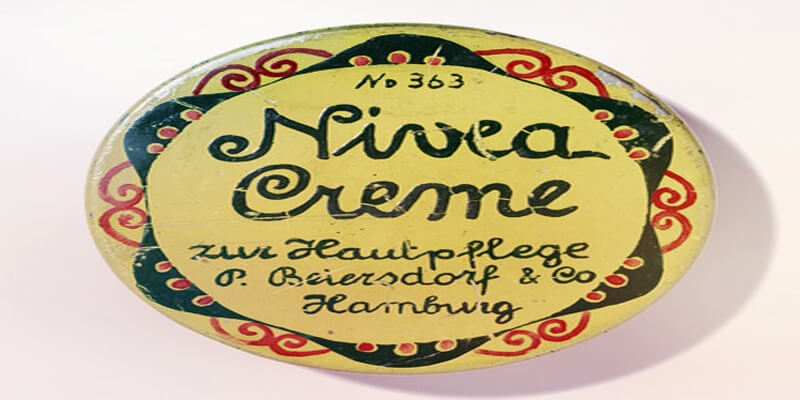 No 363
Nivea
Creme
zur Hautpflege
P. Beiersdorf & Co
Hamburg